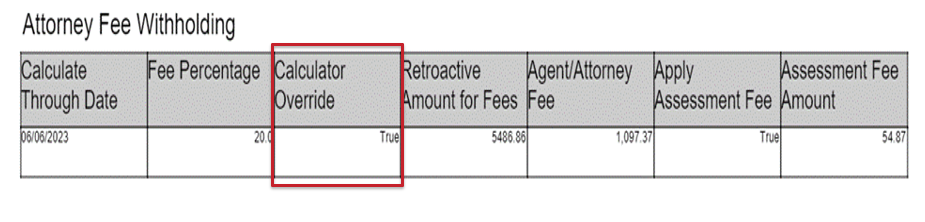 Attorney Fee Withholding
Calculate Through Date Fee Percentage Calculator Override Retroactive Amount for Fees Agent/Attorney Fee Apply Assessment Fee Assessment Fee Amount
06/06/2023 20.0 True 5486.86 1,097.37 True 54.87